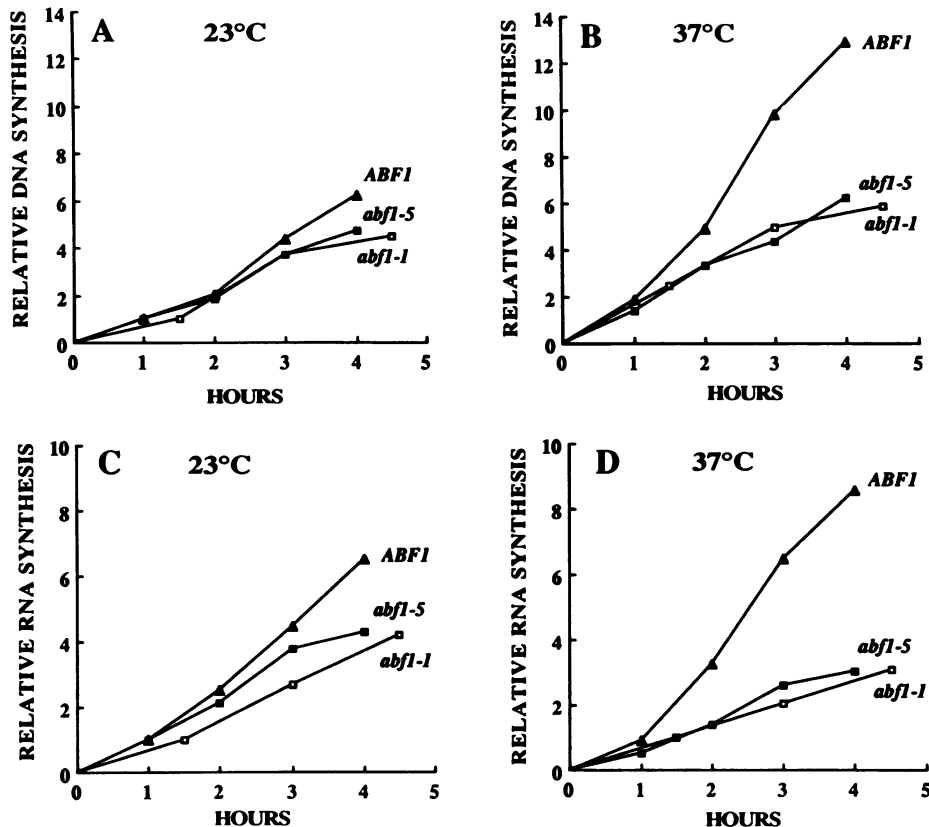 A 23°C
RELATIVE DNA SYNTHESIS
14
12
10
8
6
4
2
0
ABF1
abf1-5
abf1-1
0 1 2 3 4 5
HOURS
B 37°C
RELATIVE DNA SYNTHESIS
14
12
10
8
6
4
2
0
ABF1
abf1-5
abf1-1
0 1 2 3 4 5
HOURS
C 23°C
RELATIVE RNA SYNTHESIS
10
8
6
4
2
0
ABF1
abf1-5
abf1-1
0 1 2 3 4 5
HOURS
D 37°C
RELATIVE RNA SYNTHESIS
10
8
6
4
2
0
ABF1
abf1-5
abf1-1
0 1 2 3 4 5
HOURS